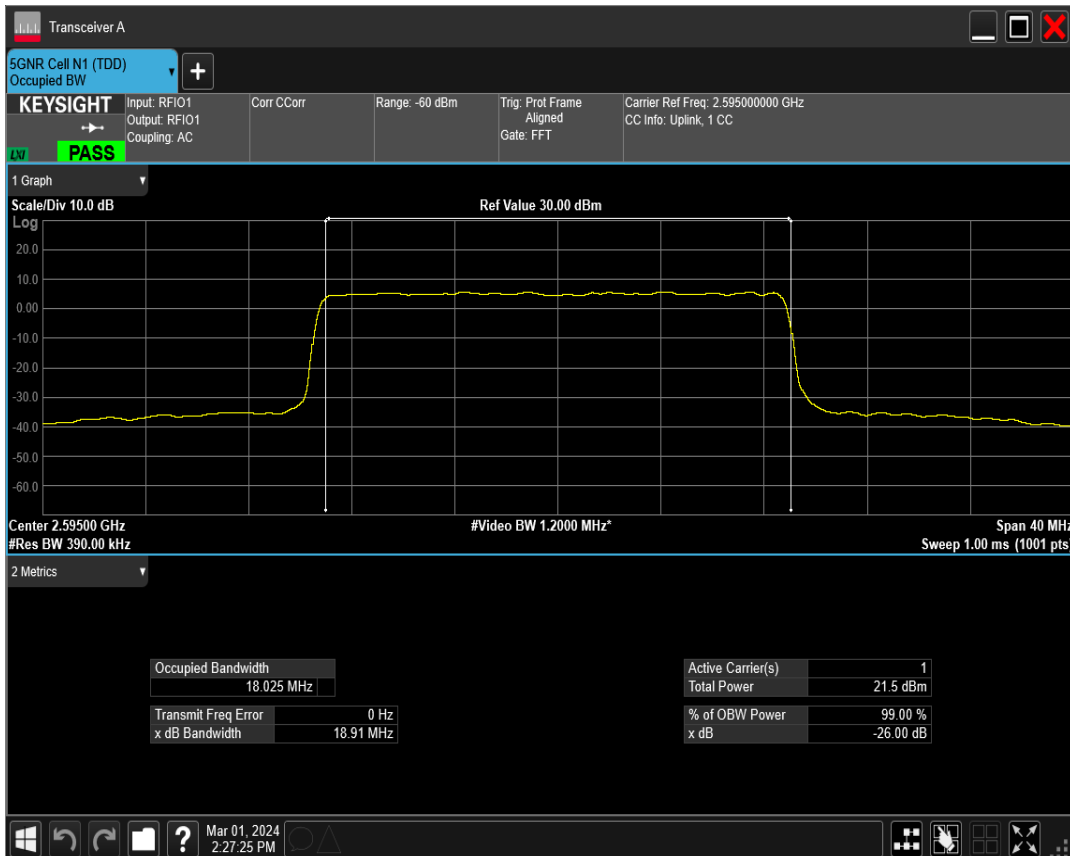 Transceiver A
5GNR Cell N1 (TDD)
Occupied BW
KEYSIGHT
LXI
PASS
Input: RFIO1
Output: RFIO1
Coupling: AC
Corr CCorr
Range: -60 dBm
Trig: Prot Frame
Aligned
Gate: FFT
Carrier Ref Freq: 2.595000000 GHz
CC Info: Uplink, 1 CC
1 Graph
Scale/Div 10.0 dB
Ref Value 30.00 dBm
Log
20.0
10.0
0.00
-10.0
-20.0
-30.0
-40.0
-50.0
-60.0
Center 2.59500 GHz
#Video BW 1.2000 MHz*
Span 40 MHz
#Res BW 390.00 kHz
Sweep 1.00 ms (1001 pts)
2 Metrics
Occupied Bandwidth
18.025 MHz
Transmit Freq Error 0 Hz
x dB Bandwidth 18.91 MHz
Active Carrier(s) 1
Total Power 21.5 dBm
% of OBW Power 99.00 %
x dB -26.00 dB
?
Mar 01, 2024
2:27:25 PM